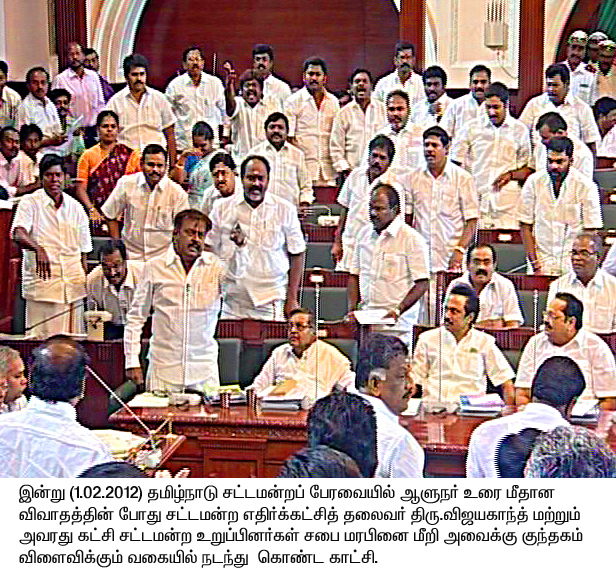 இன்று (1.02.2012) தமிழ்நாடு சட்டமன்றப் பேரவையில் ஆளுநர் உரை மீதான
விவாதத்தின் போது சட்டமன்ற எதிர்க்கட்சித் தலைவர் திரு.விஜயகாந்த் மற்றும்
அவரது கட்சி சட்டமன்ற உறுப்பினர்கள் சபை மரபினை மீறி அவைக்கு குந்தகம்
விளைவிக்கும் வகையில் நடந்து கொண்ட காட்சி.